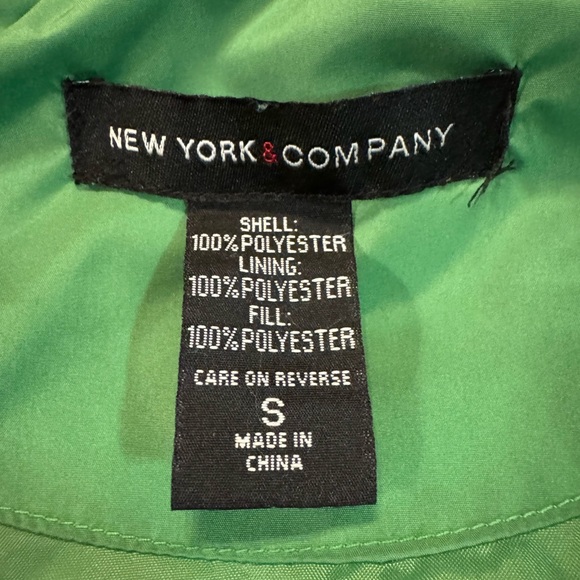 NEW YORK & COMPANY
SHELL:
100% POLYESTER
LINING:
100% POLYESTER
FILL:
100% POLYESTER
CARE ON REVERSE
S
MADE IN
CHINA